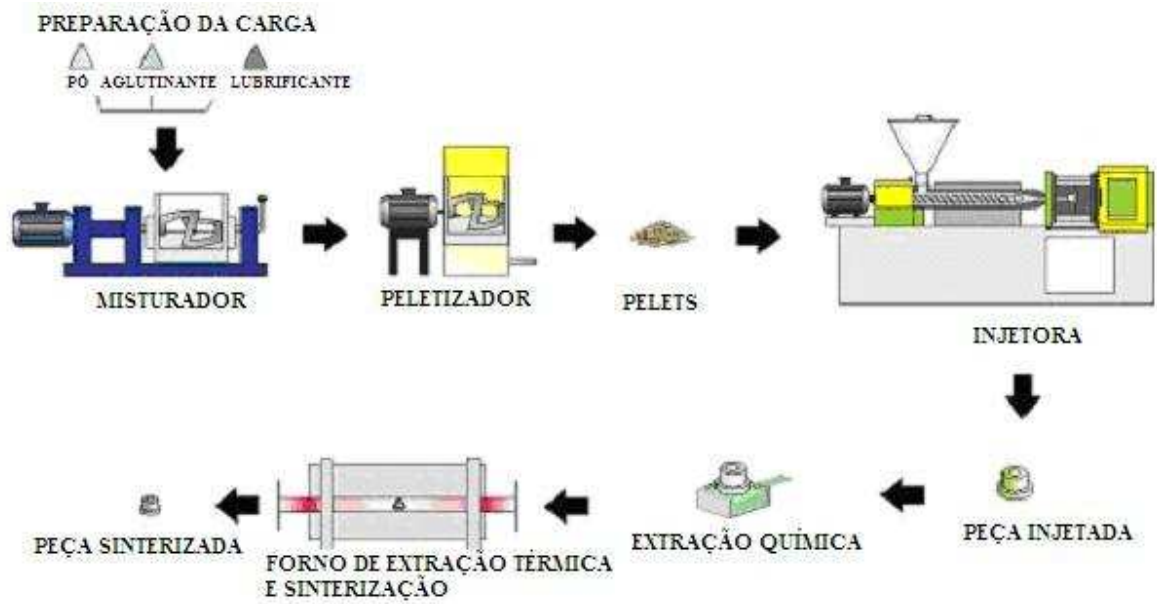 PREPARAÇÃO DA CARGA
PÓ AGLUTINANTE LUBRIFICANTE
MISTURADOR
PELETIZADOR
PELETS
INJETORA
PEÇA SINTERIZADA
FORNO DE EXTRAÇÃO TÉRMICA
E SINTERIZAÇÃO
EXTRAÇÃO QUÍMICA
PEÇA INJETADA